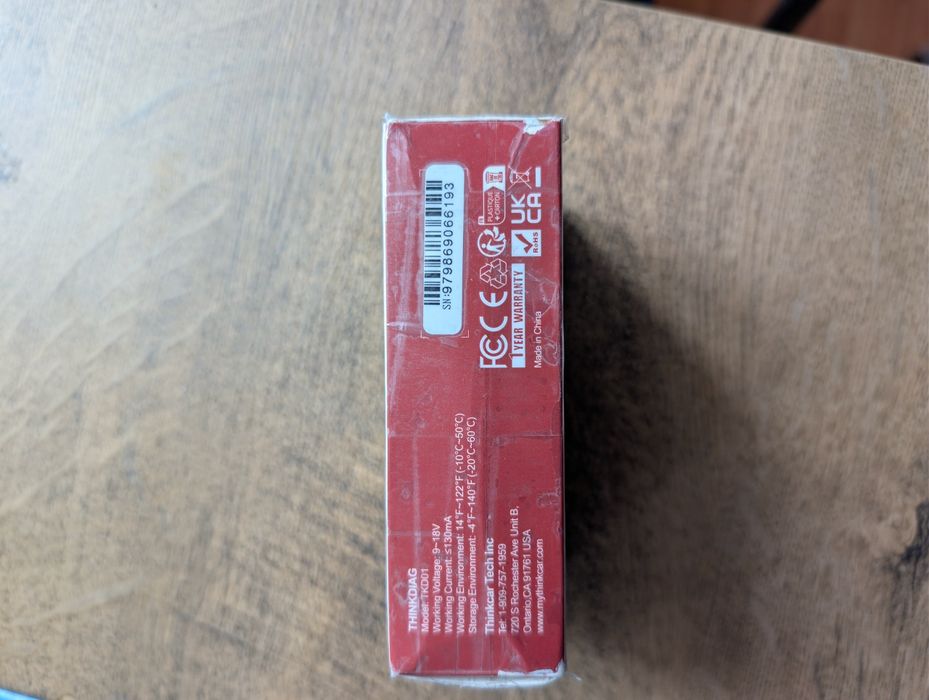 THINKDIAG
Model: TKD01
Working Voltage: 9~18V
Working Current: ≤130mA
Working Environment: 14°F~122°F (-10°C~50°C)
Storage Environment: -4°F~140°F (-20°C~60°C)
Thinkcar Tech Inc
Tel: 1-909-757-1959
720 S Rochester Ave Unit B,
Ontario,CA 91761 USA
www.mythinkcar.com
SN:979869066193
FC CE
PLASTIQUE
+ CARTON
1 YEAR WARRANTY
RoHS
UK
CA
Made in China